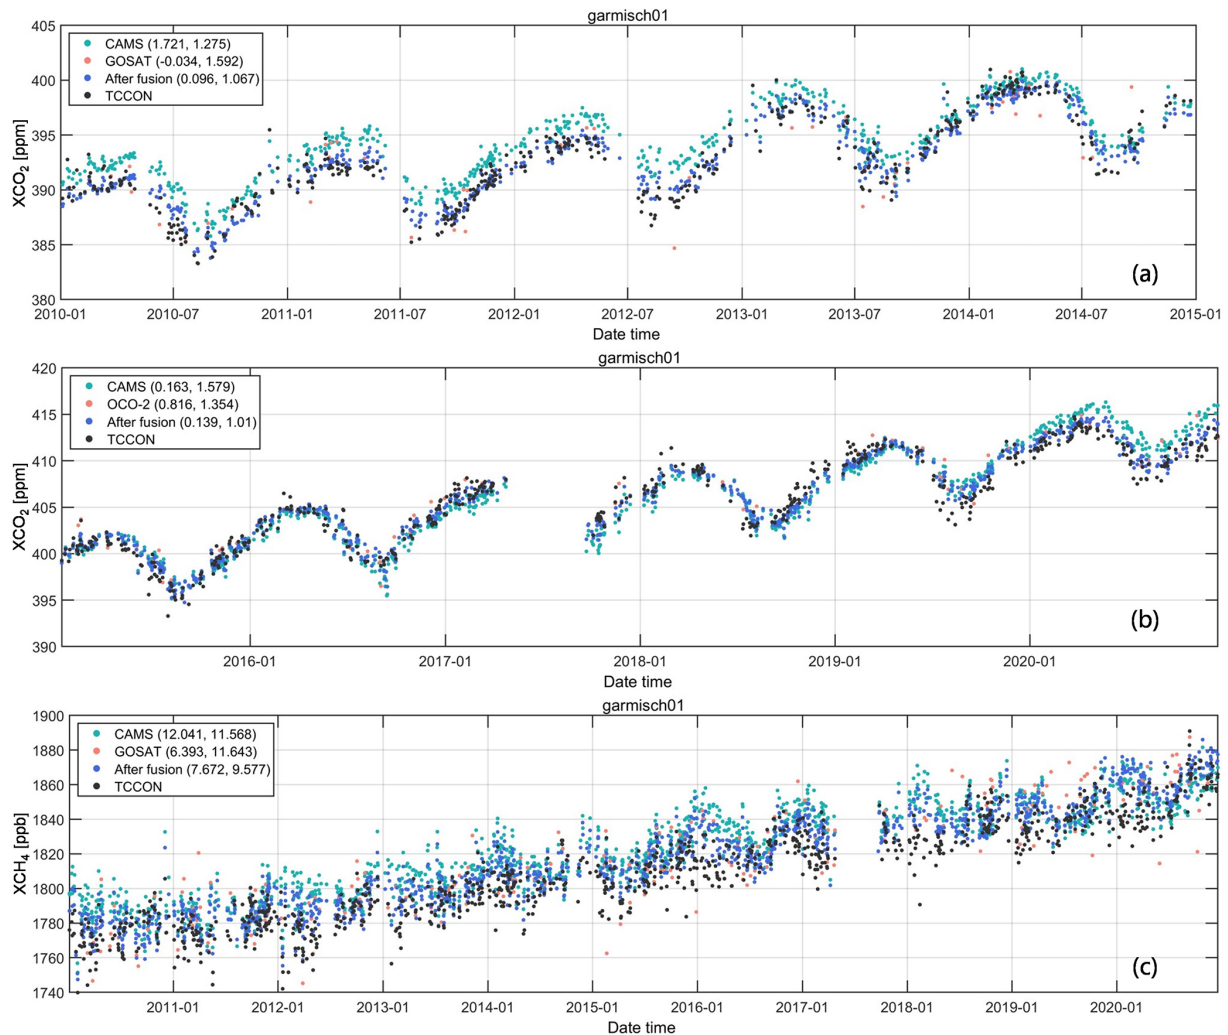 garmisch01
405
400
395
390
385
380
XCO2 [ppm]
CAMS (1.721, 1.275)
GOSAT (-0.034, 1.592)
After fusion (0.096, 1.067)
TCCON
(a)
2010-01 2010-07 2011-01 2011-07 2012-01 2012-07 2013-01 2013-07 2014-01 2014-07 2015-01
Date time
garmisch01
420
415
410
405
400
395
390
XCO2 [ppm]
CAMS (0.163, 1.579)
OCO-2 (0.816, 1.354)
After fusion (0.139, 1.01)
TCCON
(b)
2016-01 2017-01 2018-01 2019-01 2020-01
Date time
garmisch01
1900
1880
1860
1840
1820
1800
1780
1760
1740
XCH4 [ppb]
CAMS (12.041, 11.568)
GOSAT (6.393, 11.643)
After fusion (7.672, 9.577)
TCCON
(c)
2011-01 2012-01 2013-01 2014-01 2015-01 2016-01 2017-01 2018-01 2019-01 2020-01
Date time